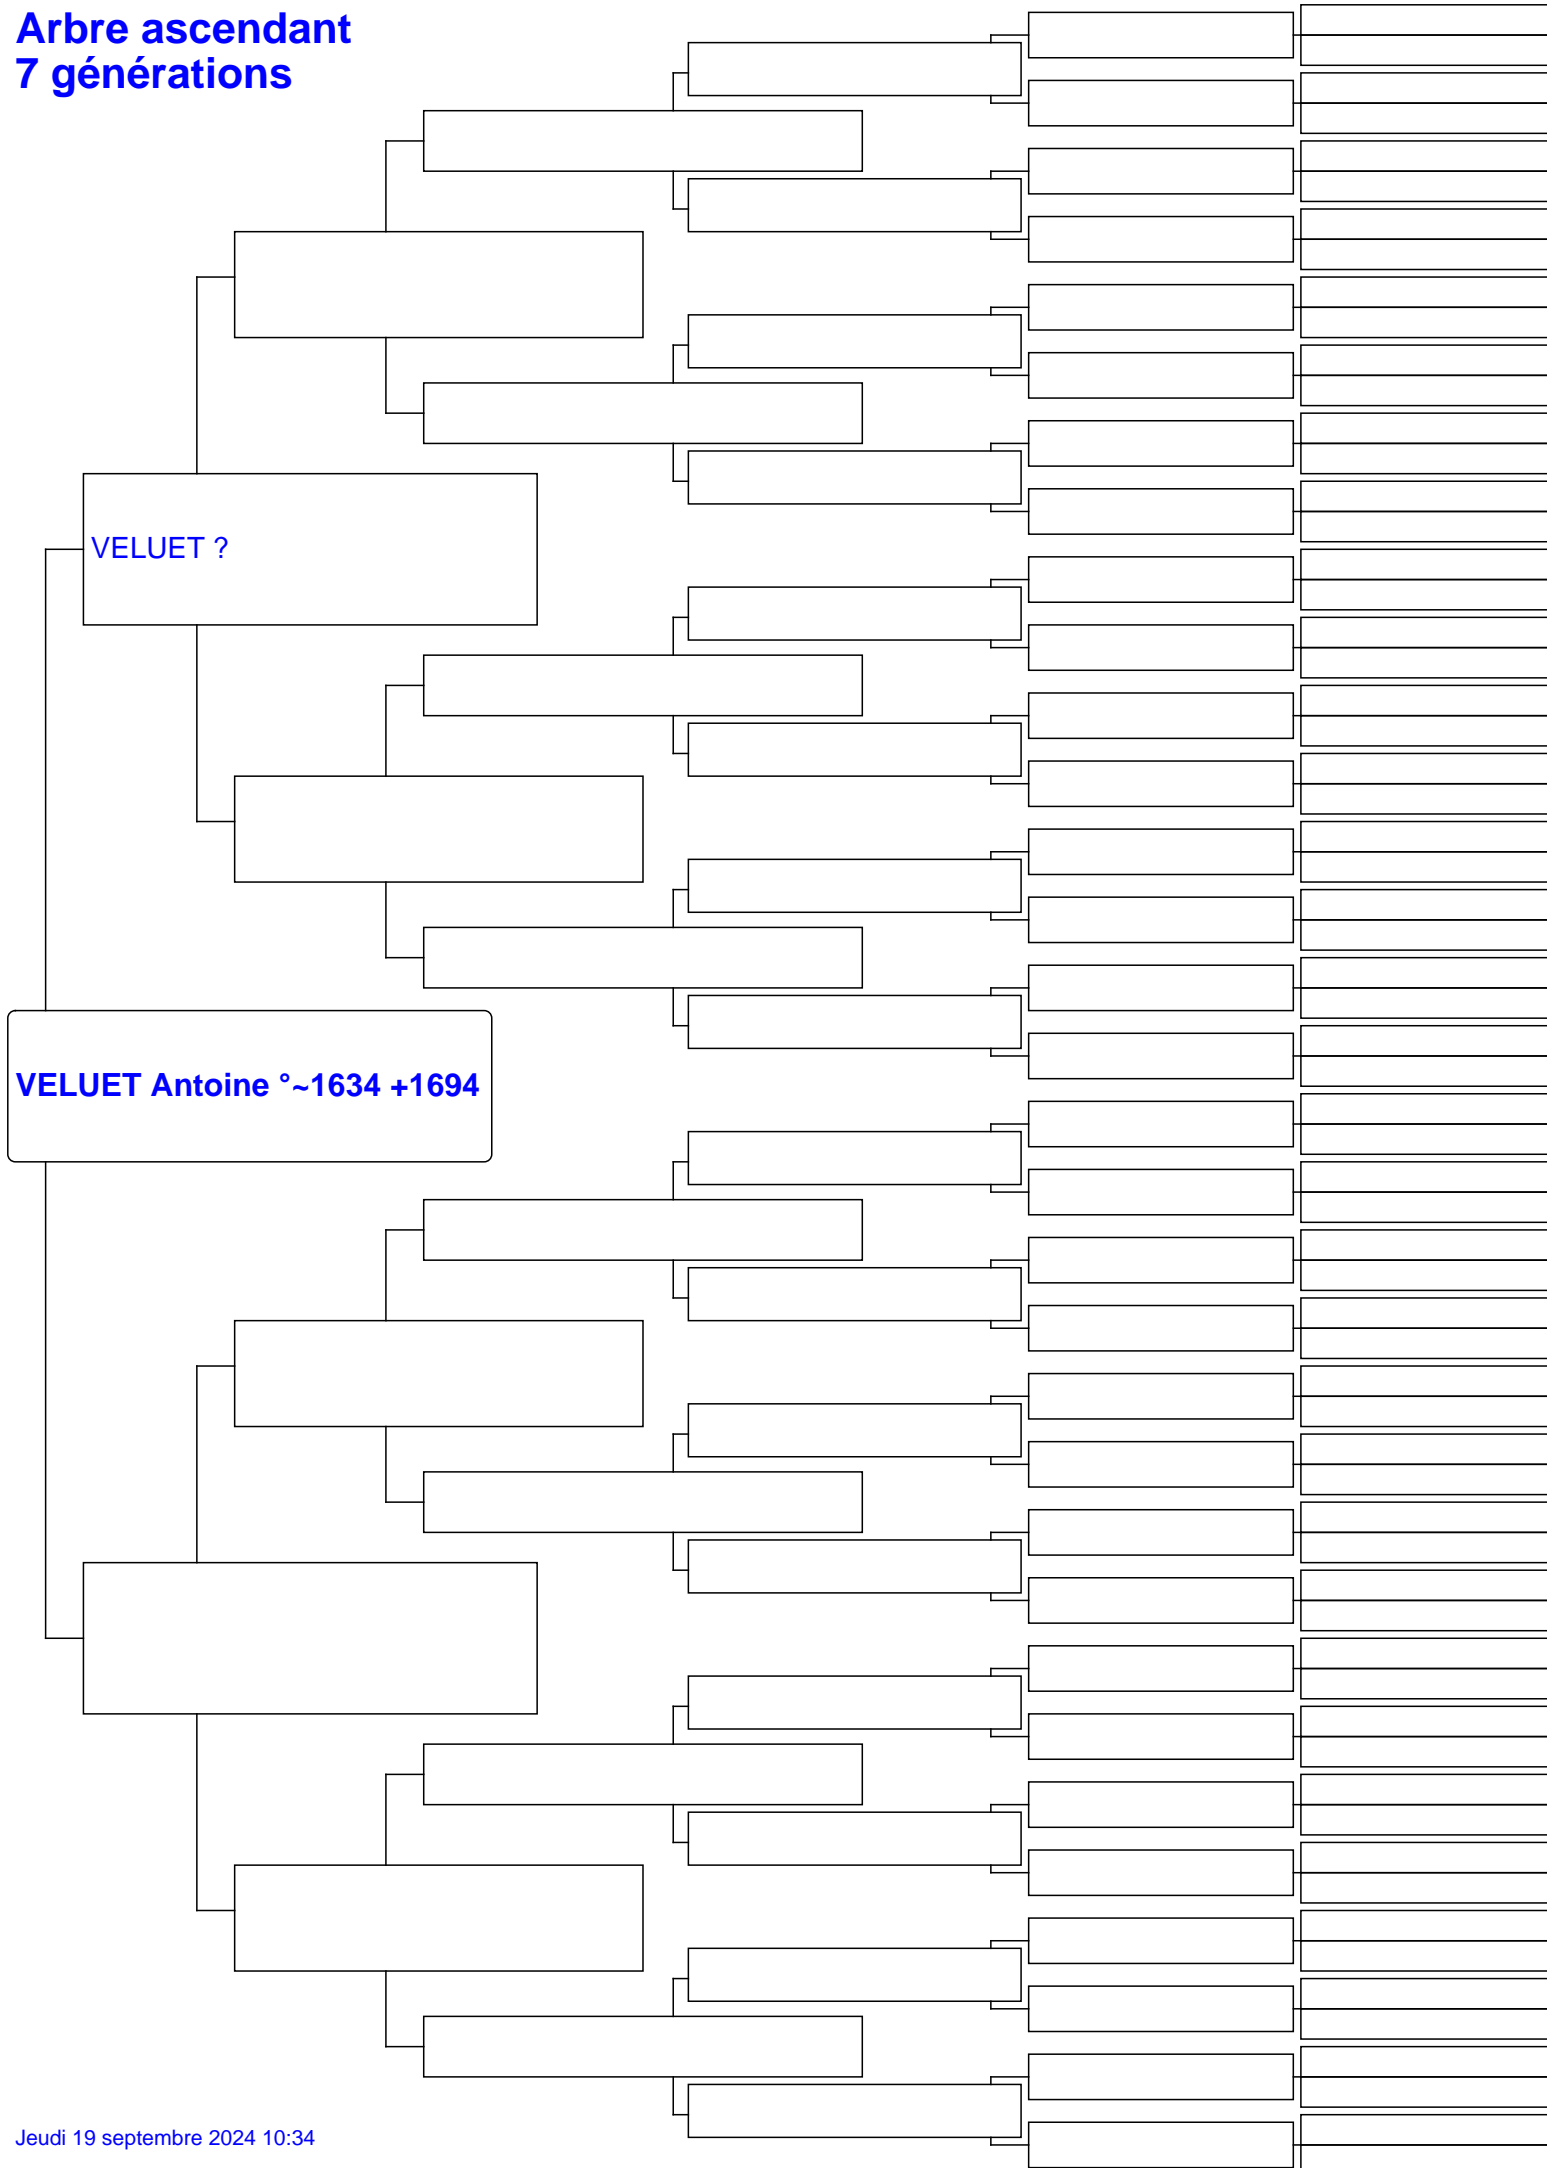 Arbre ascendant
7 générations
VELUET ?
VELUET Antoine °~1634 +1694
Jeudi 19 septembre 2024 10:34